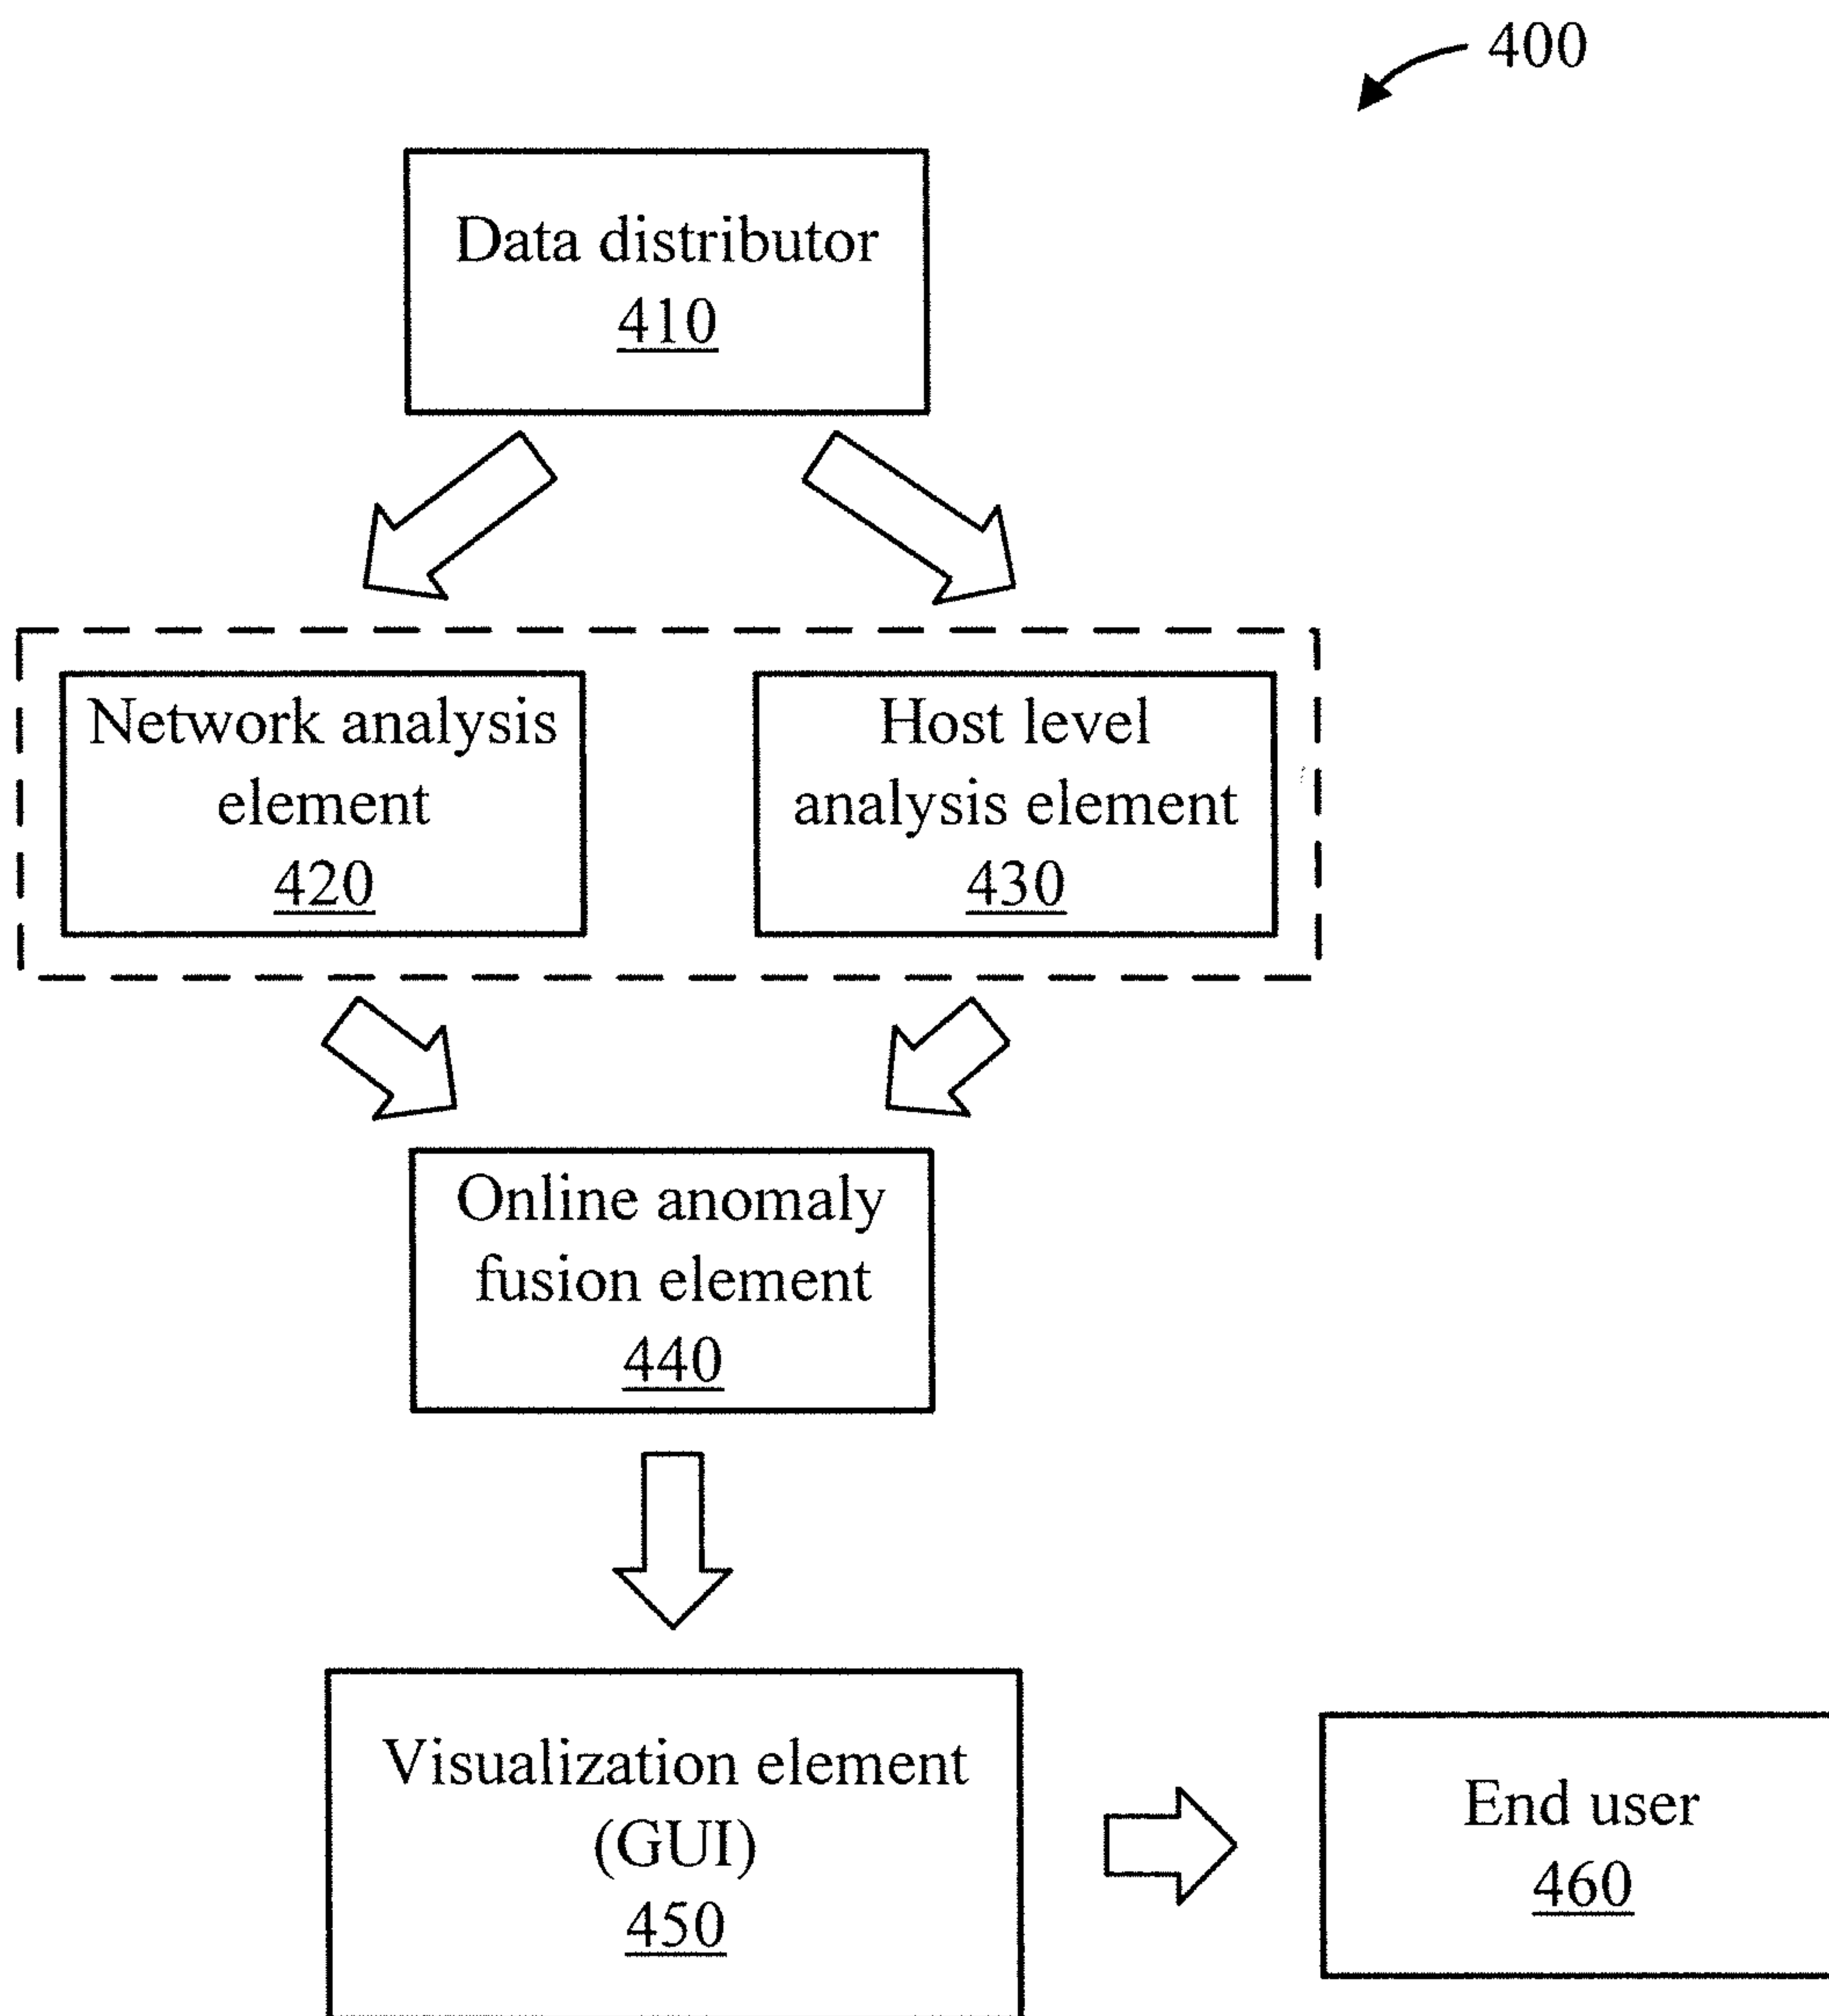 400
Data distributor
410
Network analysis
element
420
Host level
analysis element
430
Online anomaly
fusion element
440
Visualization element
(GUI)
450
End user
460